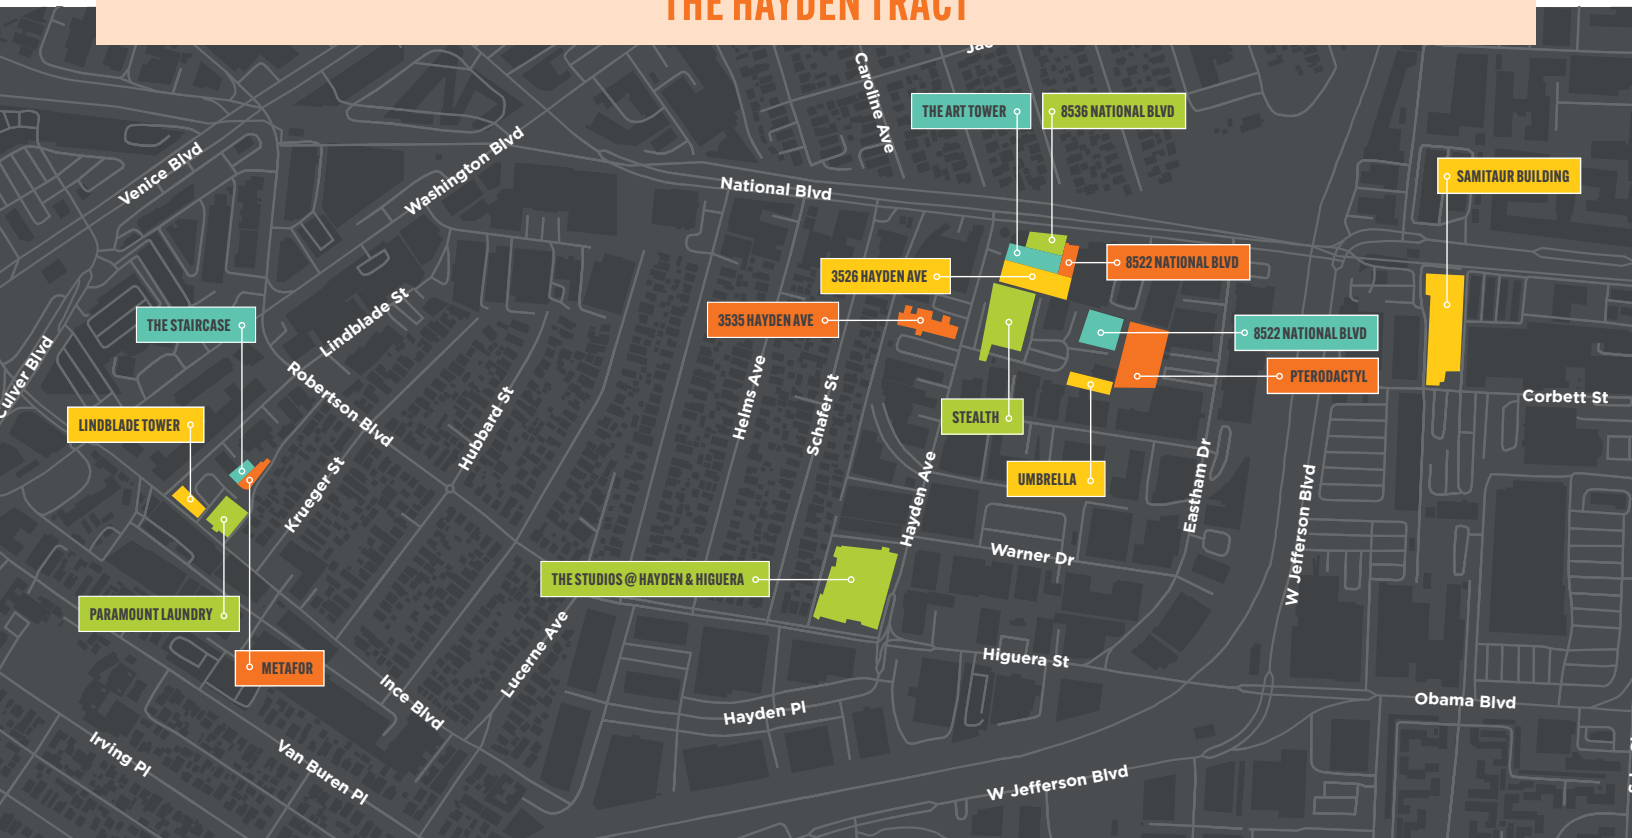 THE HAYDEN TRACT
Caroline Ave
THE ART TOWER
8536 NATIONAL BLVD
Venice Blvd
Washington Blvd
National Blvd
SAMITAUR BUILDING
8522 NATIONAL BLVD
3526 HAYDEN AVE
3535 HAYDEN AVE
THE STAIRCASE
Lindblade St
8522 NATIONAL BLVD
PTERODACTYL
Culver Blvd
Robertson Blvd
Helms Ave
Schafer St
Corbett St
STEALTH
LINDBLADE TOWER
Hubbard St
UMBRELLA
Eastham Dr
Krueger St
Hayden Ave
W Jefferson Blvd
Warner Dr
THE STUDIOS @ HAYDEN & HIGUERA
PARAMOUNT LAUNDRY
METAFOR
Lucerne Ave
Higuera St
Ince Blvd
Hayden Pl
Obama Blvd
Irving Pl
Van Buren Pl
W Jefferson Blvd